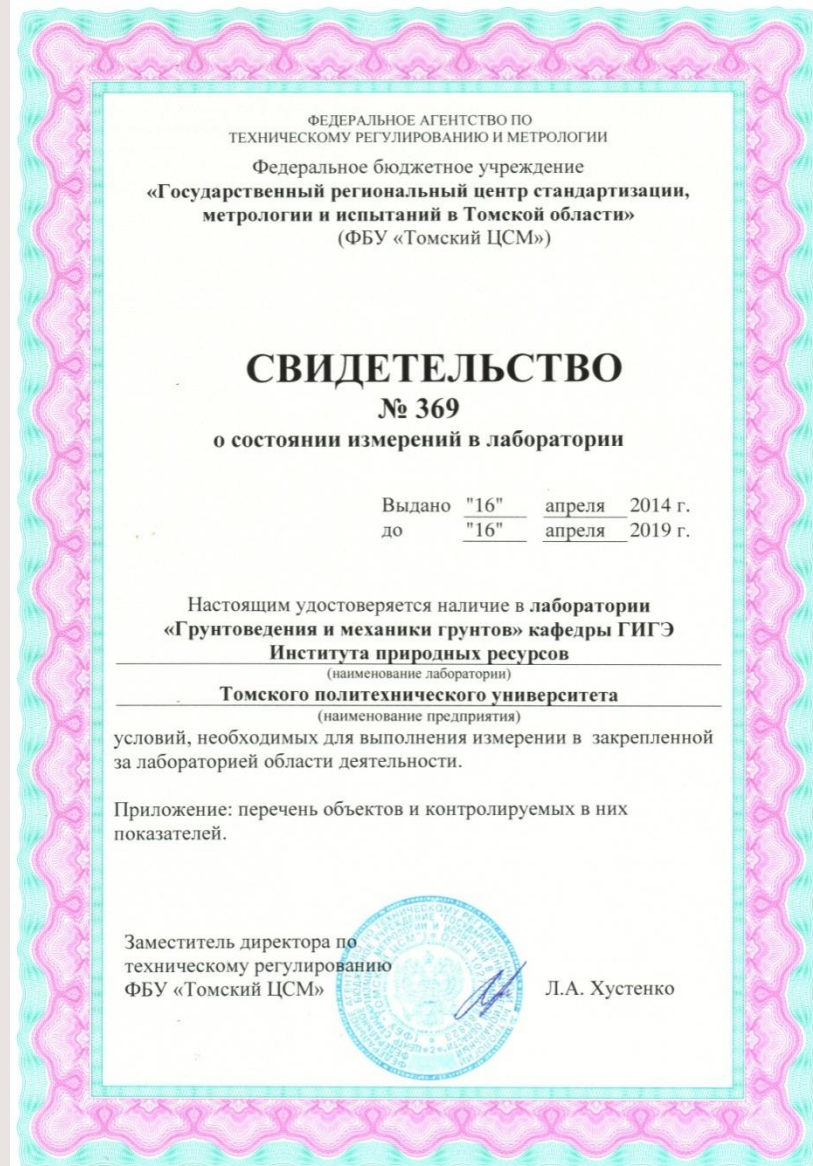 ФЕДЕРАЛЬНОЕ АГЕНТСТВО ПО
ТЕХНИЧЕСКОМУ РЕГУЛИРОВАНИЮ И МЕТРОЛОГИИ
Федеральное бюджетное учреждение
«Государственный региональный центр стандартизации,
метрологии и испытаний в Томской области»
(ФБУ «Томский ЦСМ»)
СВИДЕТЕЛЬСТВО
№ 369
о состоянии измерений в лаборатории
Выдано "16" апреля 2014 г.
до "16" апреля 2019 г.
Настоящим удостоверяется наличие в лаборатории
«Грунтоведения и механики грунтов» кафедры ГИГЭ
Института природных ресурсов
(наименование лаборатории)
Томского политехнического университета
(наименование предприятия)
условий, необходимых для выполнения измерении в закрепленной
за лабораторией области деятельности.
Приложение: перечень объектов и контролируемых в них
показателей.
Заместитель директора по
техническому регулированию
ФБУ «Томский ЦСМ»
Л.А. Хустенко